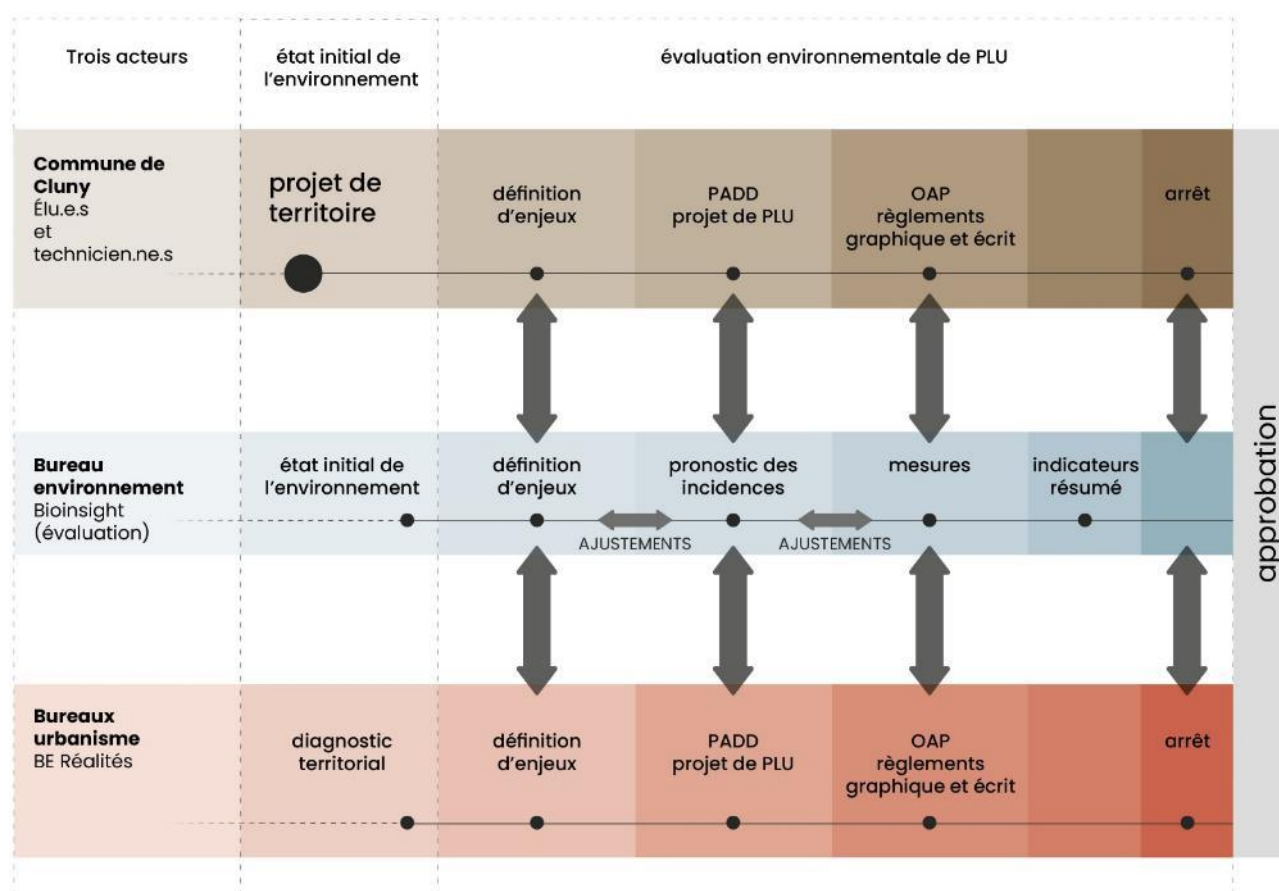 Trois acteurs
état initial de
l'environnement
évaluation environnementale de PLU
Commune de
Cluny
Élu.e.s
et
technicien.ne.s
projet de
territoire
définition
d'enjeux
PADD
projet de PLU
OAP
règlements
graphique et écrit
arrêt
Bureau
environnement
Bioinsight
(évaluation)
état initial de
l'environnement
définition
d'enjeux
pronostic des
incidences
mesures
indicateurs
résumé
AJUSTEMENTS
AJUSTEMENTS
Bureaux
urbanisme
BE Réalités
diagnostic
territorial
définition
d'enjeux
PADD
projet de PLU
OAP
règlements
graphique et écrit
arrêt
approbation